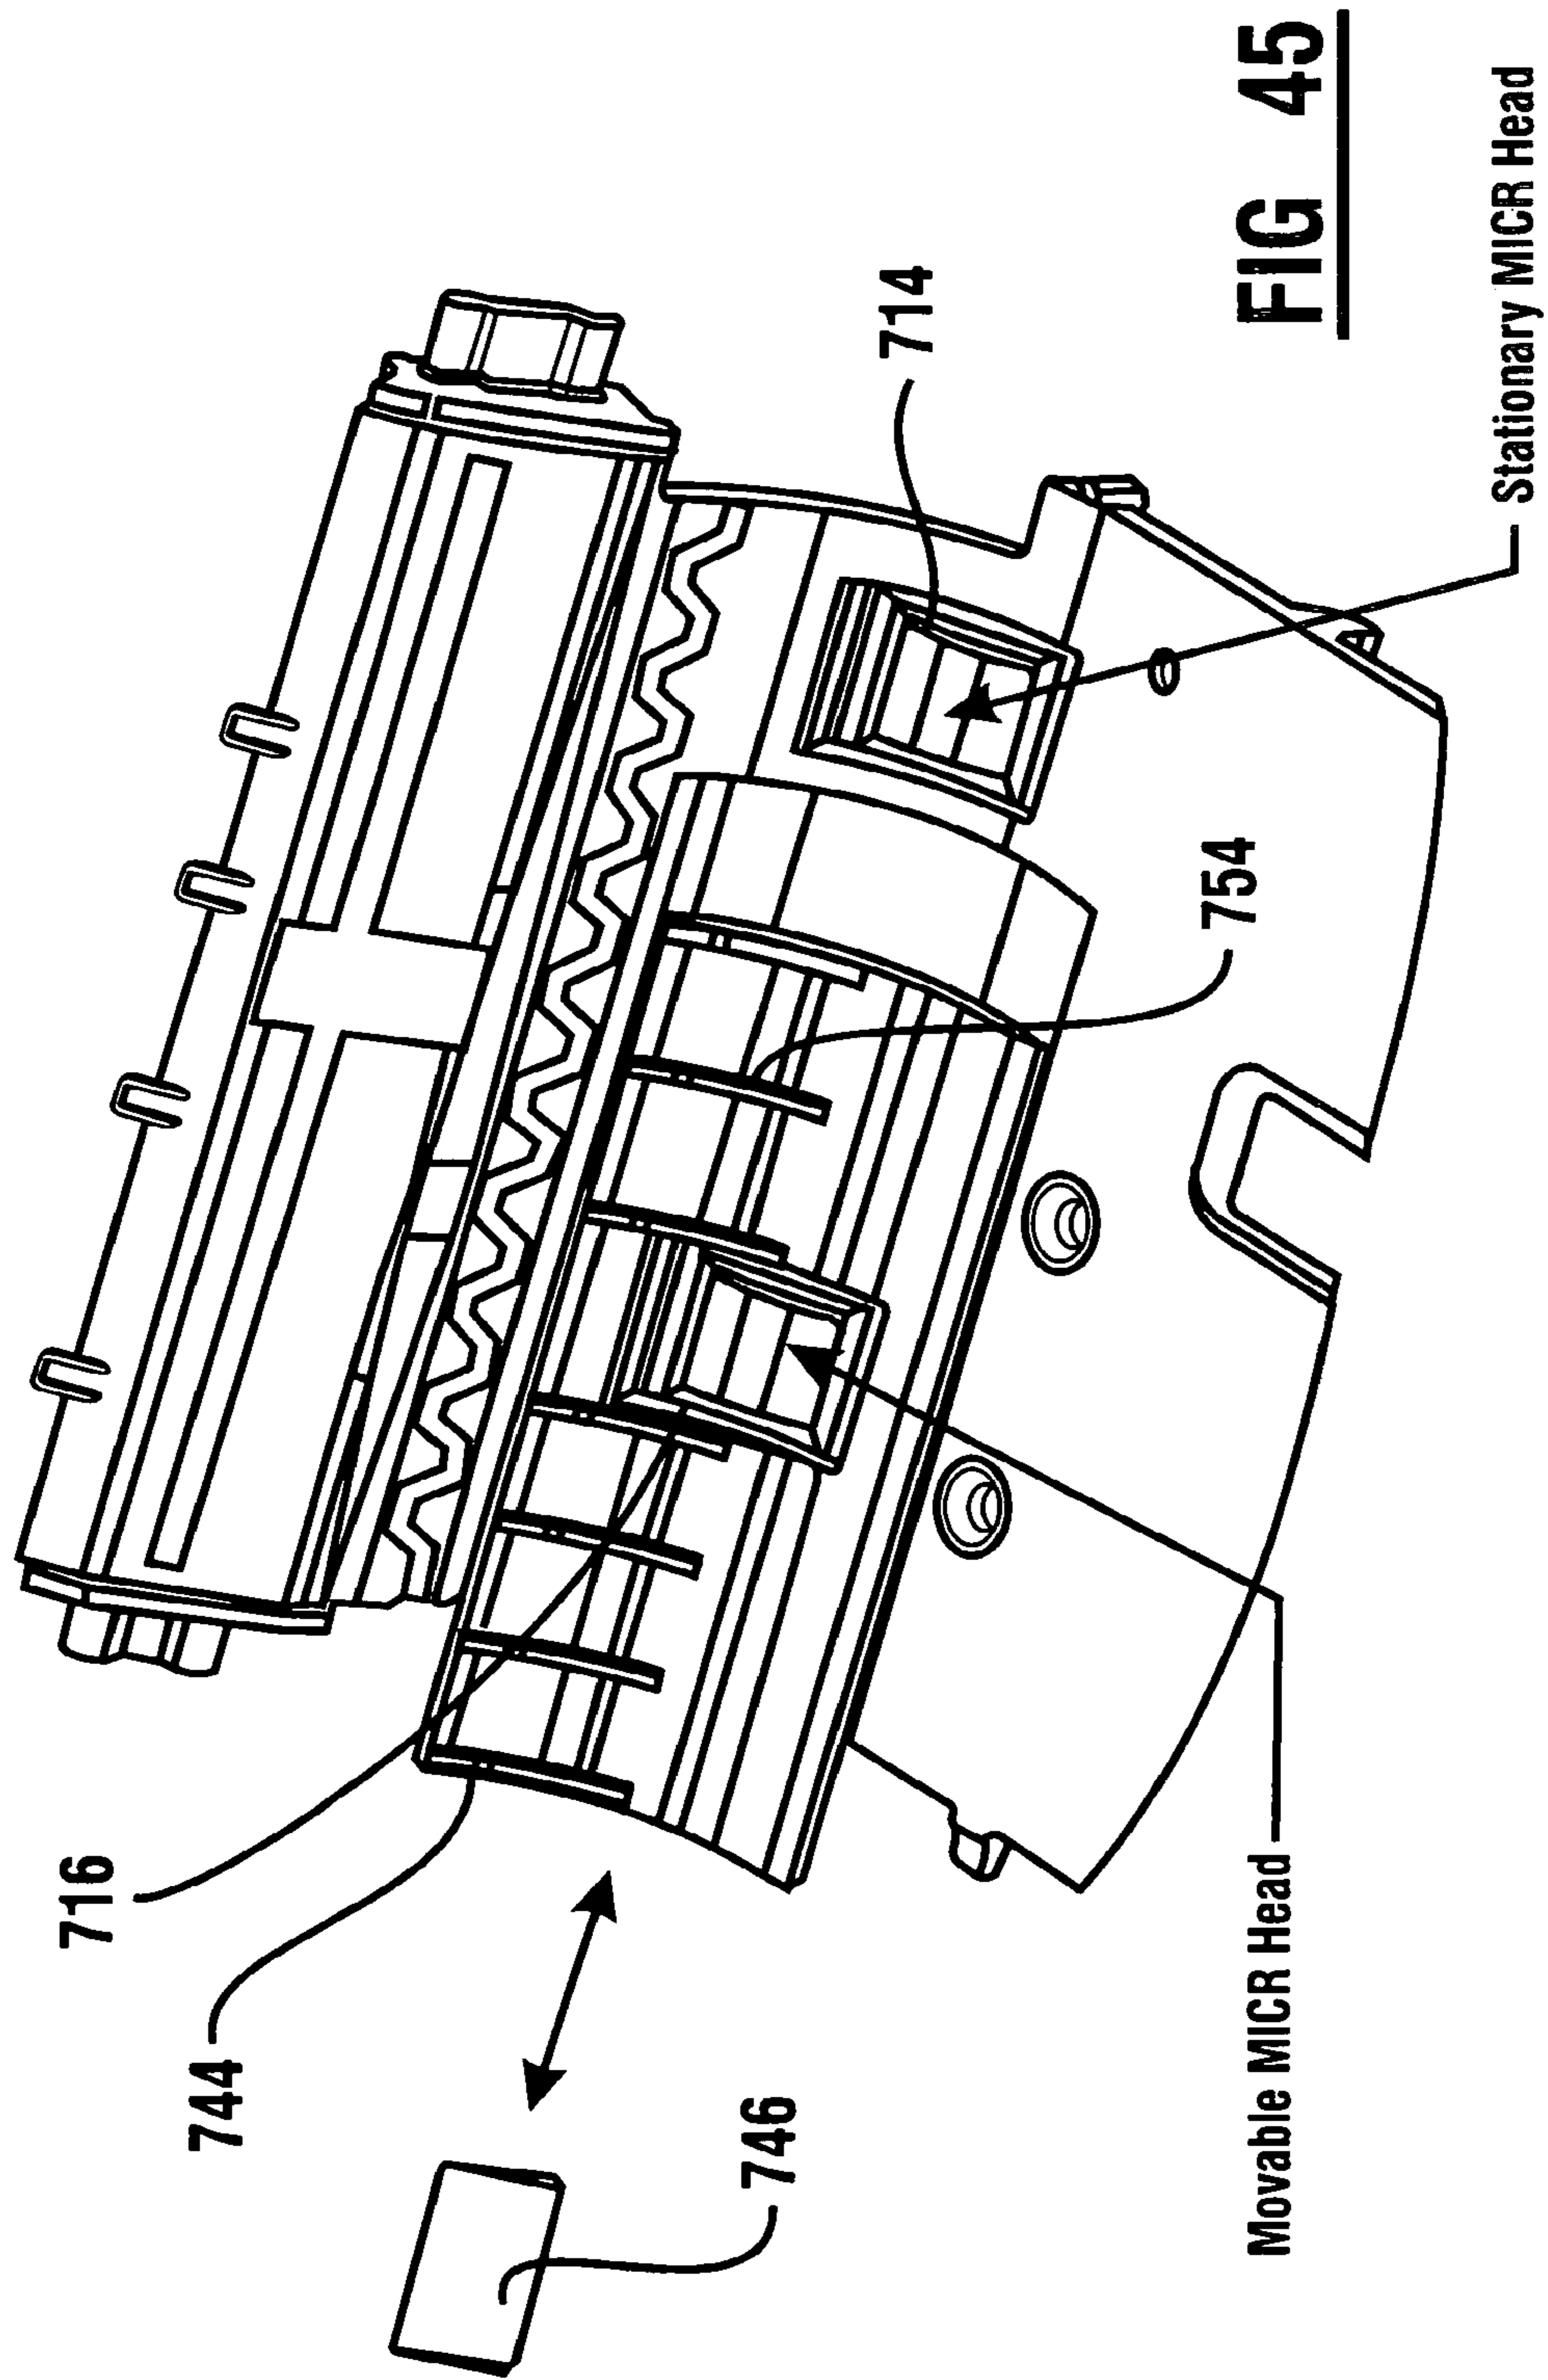 716
744
746
714
754
Movable MICR Head
Stationary MICR Head
FIG 45